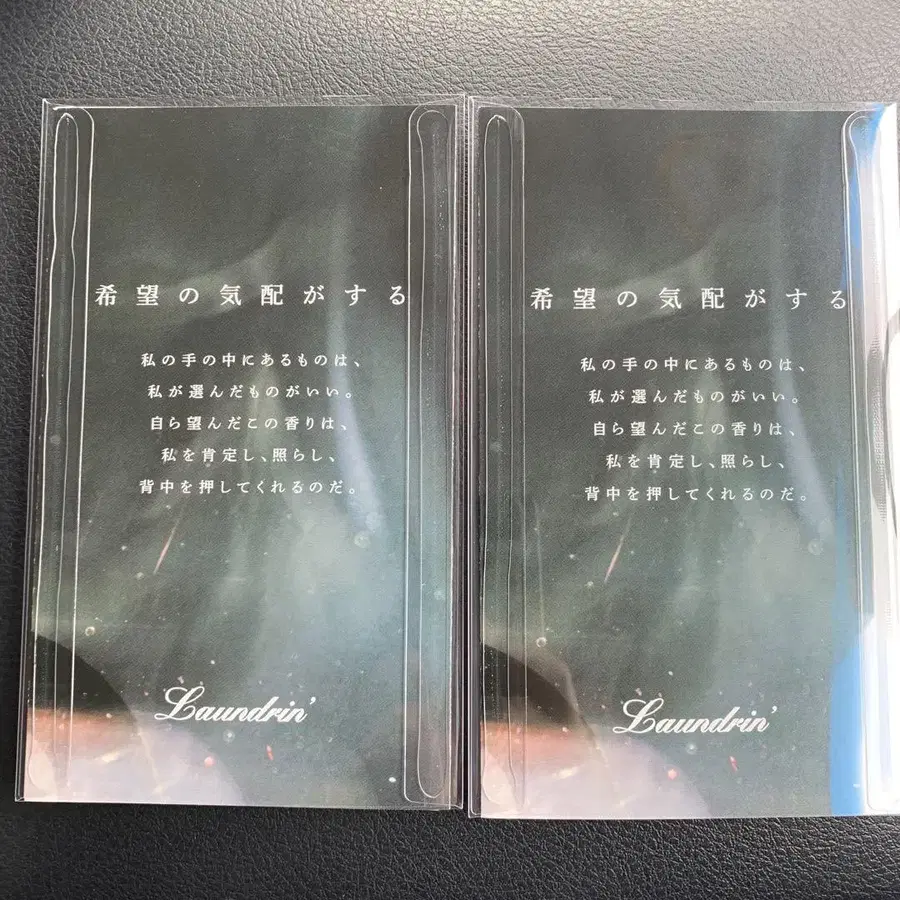 希望の気配がする
私の手の中にあるものは、
私が選んだものがいい。
自ら望んだこの香りは、
私を肯定し、照らし、
背中を押してくれるのだ。
Laundrin'
希望の気配がする
私の手の中にあるものは、
私が選んだものがいい。
自ら望んだこの香りは、
私を肯定し、照らし、
背中を押してくれるのだ。
Laundrin'